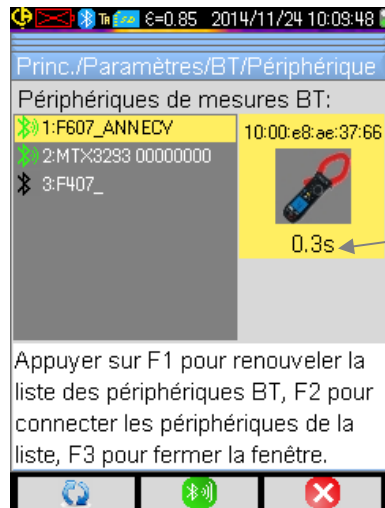 ε=0.85 2014/11/24 10:09:48
Princ./Paramètres/BT/Périphérique
Périphériques de mesures BT:
1:F607_ANNECY
10:00:e8:ae:37:66
2:MTX3293 00000000
3:F407_
0.3s
Appuyer sur F1 pour renouveler la
liste des périphériques BT, F2 pour
connecter les périphériques de la
liste, F3 pour fermer la fenêtre.